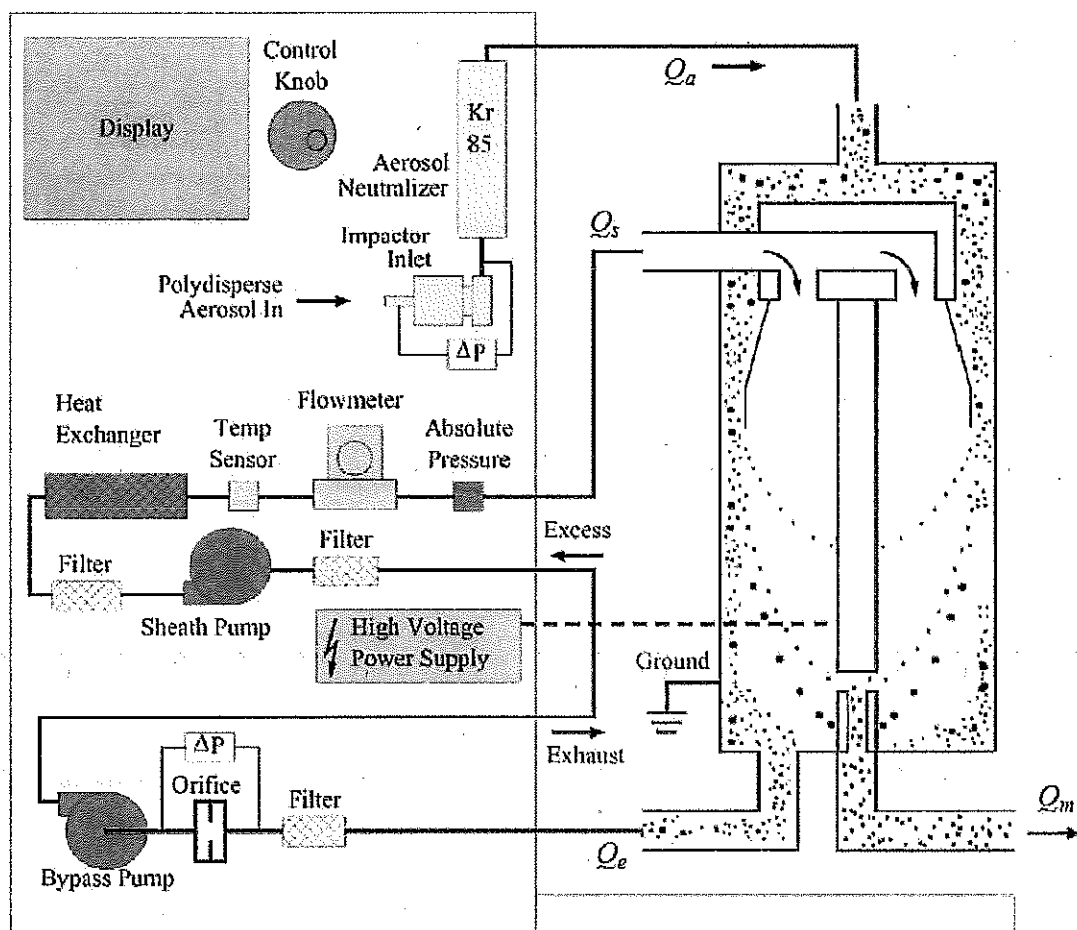 Control
Knob
Display
Kr
85
Aerosol
Neutralizer
Impactor
Inlet
Polydisperse
Aerosol In
ΔP
Qa
Qs
Heat
Exchanger
Temp
Sensor
Flowmeter
Absolute
Pressure
Filter
Sheath Pump
Filter
Excess
High Voltage
Power Supply
Ground
Exhaust
ΔP
Orifice
Filter
Bypass Pump
Qe
Qm